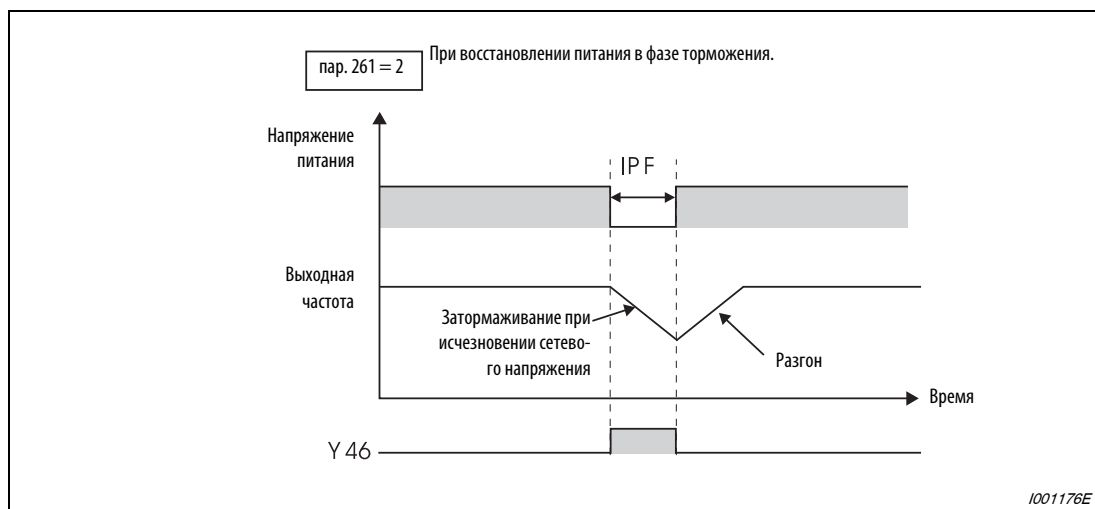 пар. 261 = 2
При восстановлении питания в фазе торможения.
Напряжение
питания
IPF
Выходная
частота
Затормаживание при
исчезновении сетево-
го напряжения
Разгон
Время
Y 46
I001176E